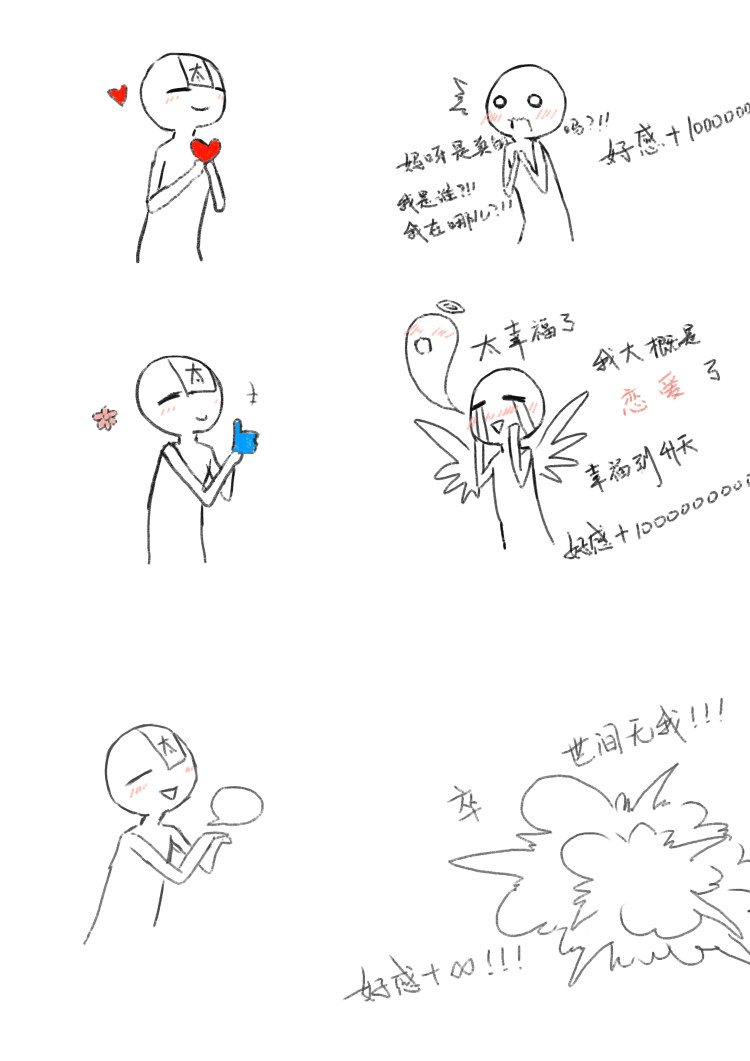 太
妈呀是真的吗?!!
我是谁?!!
我在哪儿?!!
好感+1000000
太
太幸福了
我大概是
恋爱了
幸福到升天
好感+10000000000
太
世间无我!!!
卒
好感+∞!!!